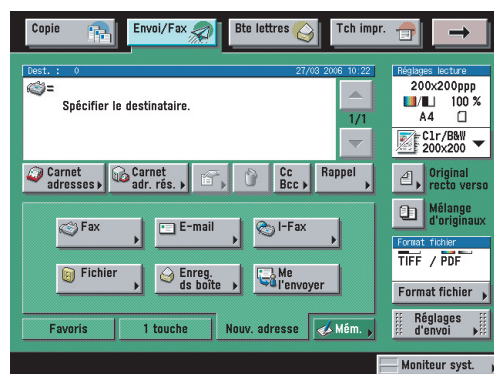 Copie
Envoi/Fax
Bte lettres
Tch impr.
Dest. : 0
27/03 2006 10:22
Spécifier le destinataire.
1/1
Réglages lecture
200x200ppp
100 %
A4
Clr/B&W
200x200
Carnet
adresses
Carnet
adr. rés.
Cc
Bcc
Rappel
Original
recto verso
Mélange
d'originaux
Fax
E-mail
I-Fax
Fichier
Enreg.
ds boîte
Me
l'envoyer
Format fichier
TIFF / PDF
Format fichier
Favoris
1 touche
Nouv. adresse
Mém.
Réglages
d'envoi
Moniteur syst.